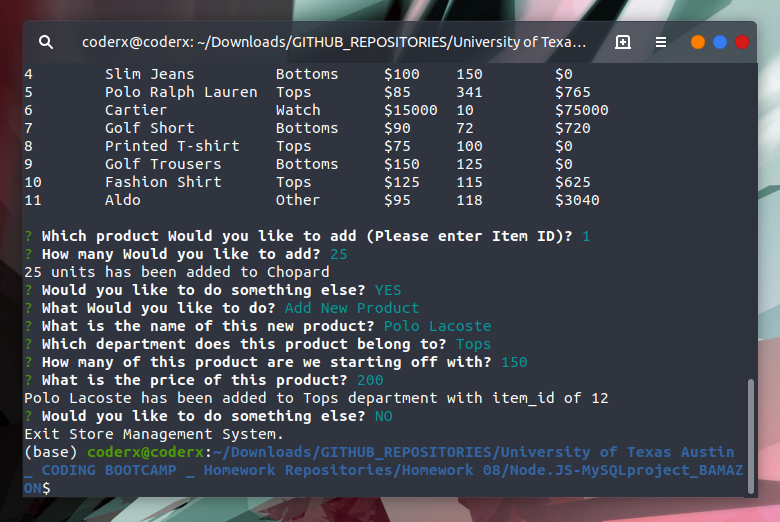 coderx@coderx: ~/Downloads/GITHUB_REPOSITORIES/University of Texa...
4 Slim Jeans Bottoms $100 150 $0
5 Polo Ralph Lauren Tops $85 341 $765
6 Cartier Watch $15000 10 $75000
7 Golf Short Bottoms $90 72 $720
8 Printed T-shirt Tops $75 100 $0
9 Golf Trousers Bottoms $150 125 $0
10 Fashion Shirt Tops $125 115 $625
11 Aldo Other $95 118 $3040
? Which product Would you like to add (Please enter Item ID)? 1
? How many Would you like to add? 25
25 units has been added to Chopard
? Would you like to do something else? YES
? What Would you like to do? Add New Product
? What is the name of this new product? Polo Lacoste
? Which department does this product belong to? Tops
? How many of this product are we starting off with? 150
? What is the price of this product? 200
Polo Lacoste has been added to Tops department with item_id of 12
? Would you like to do something else? NO
Exit Store Management System.
(base) coderx@coderx:~/Downloads/GITHUB_REPOSITORIES/University of Texas Austin
_ CODING BOOTCAMP _ Homework Repositories/Homework 08/Node.JS-MySQLproject_BAMAZ
ON$